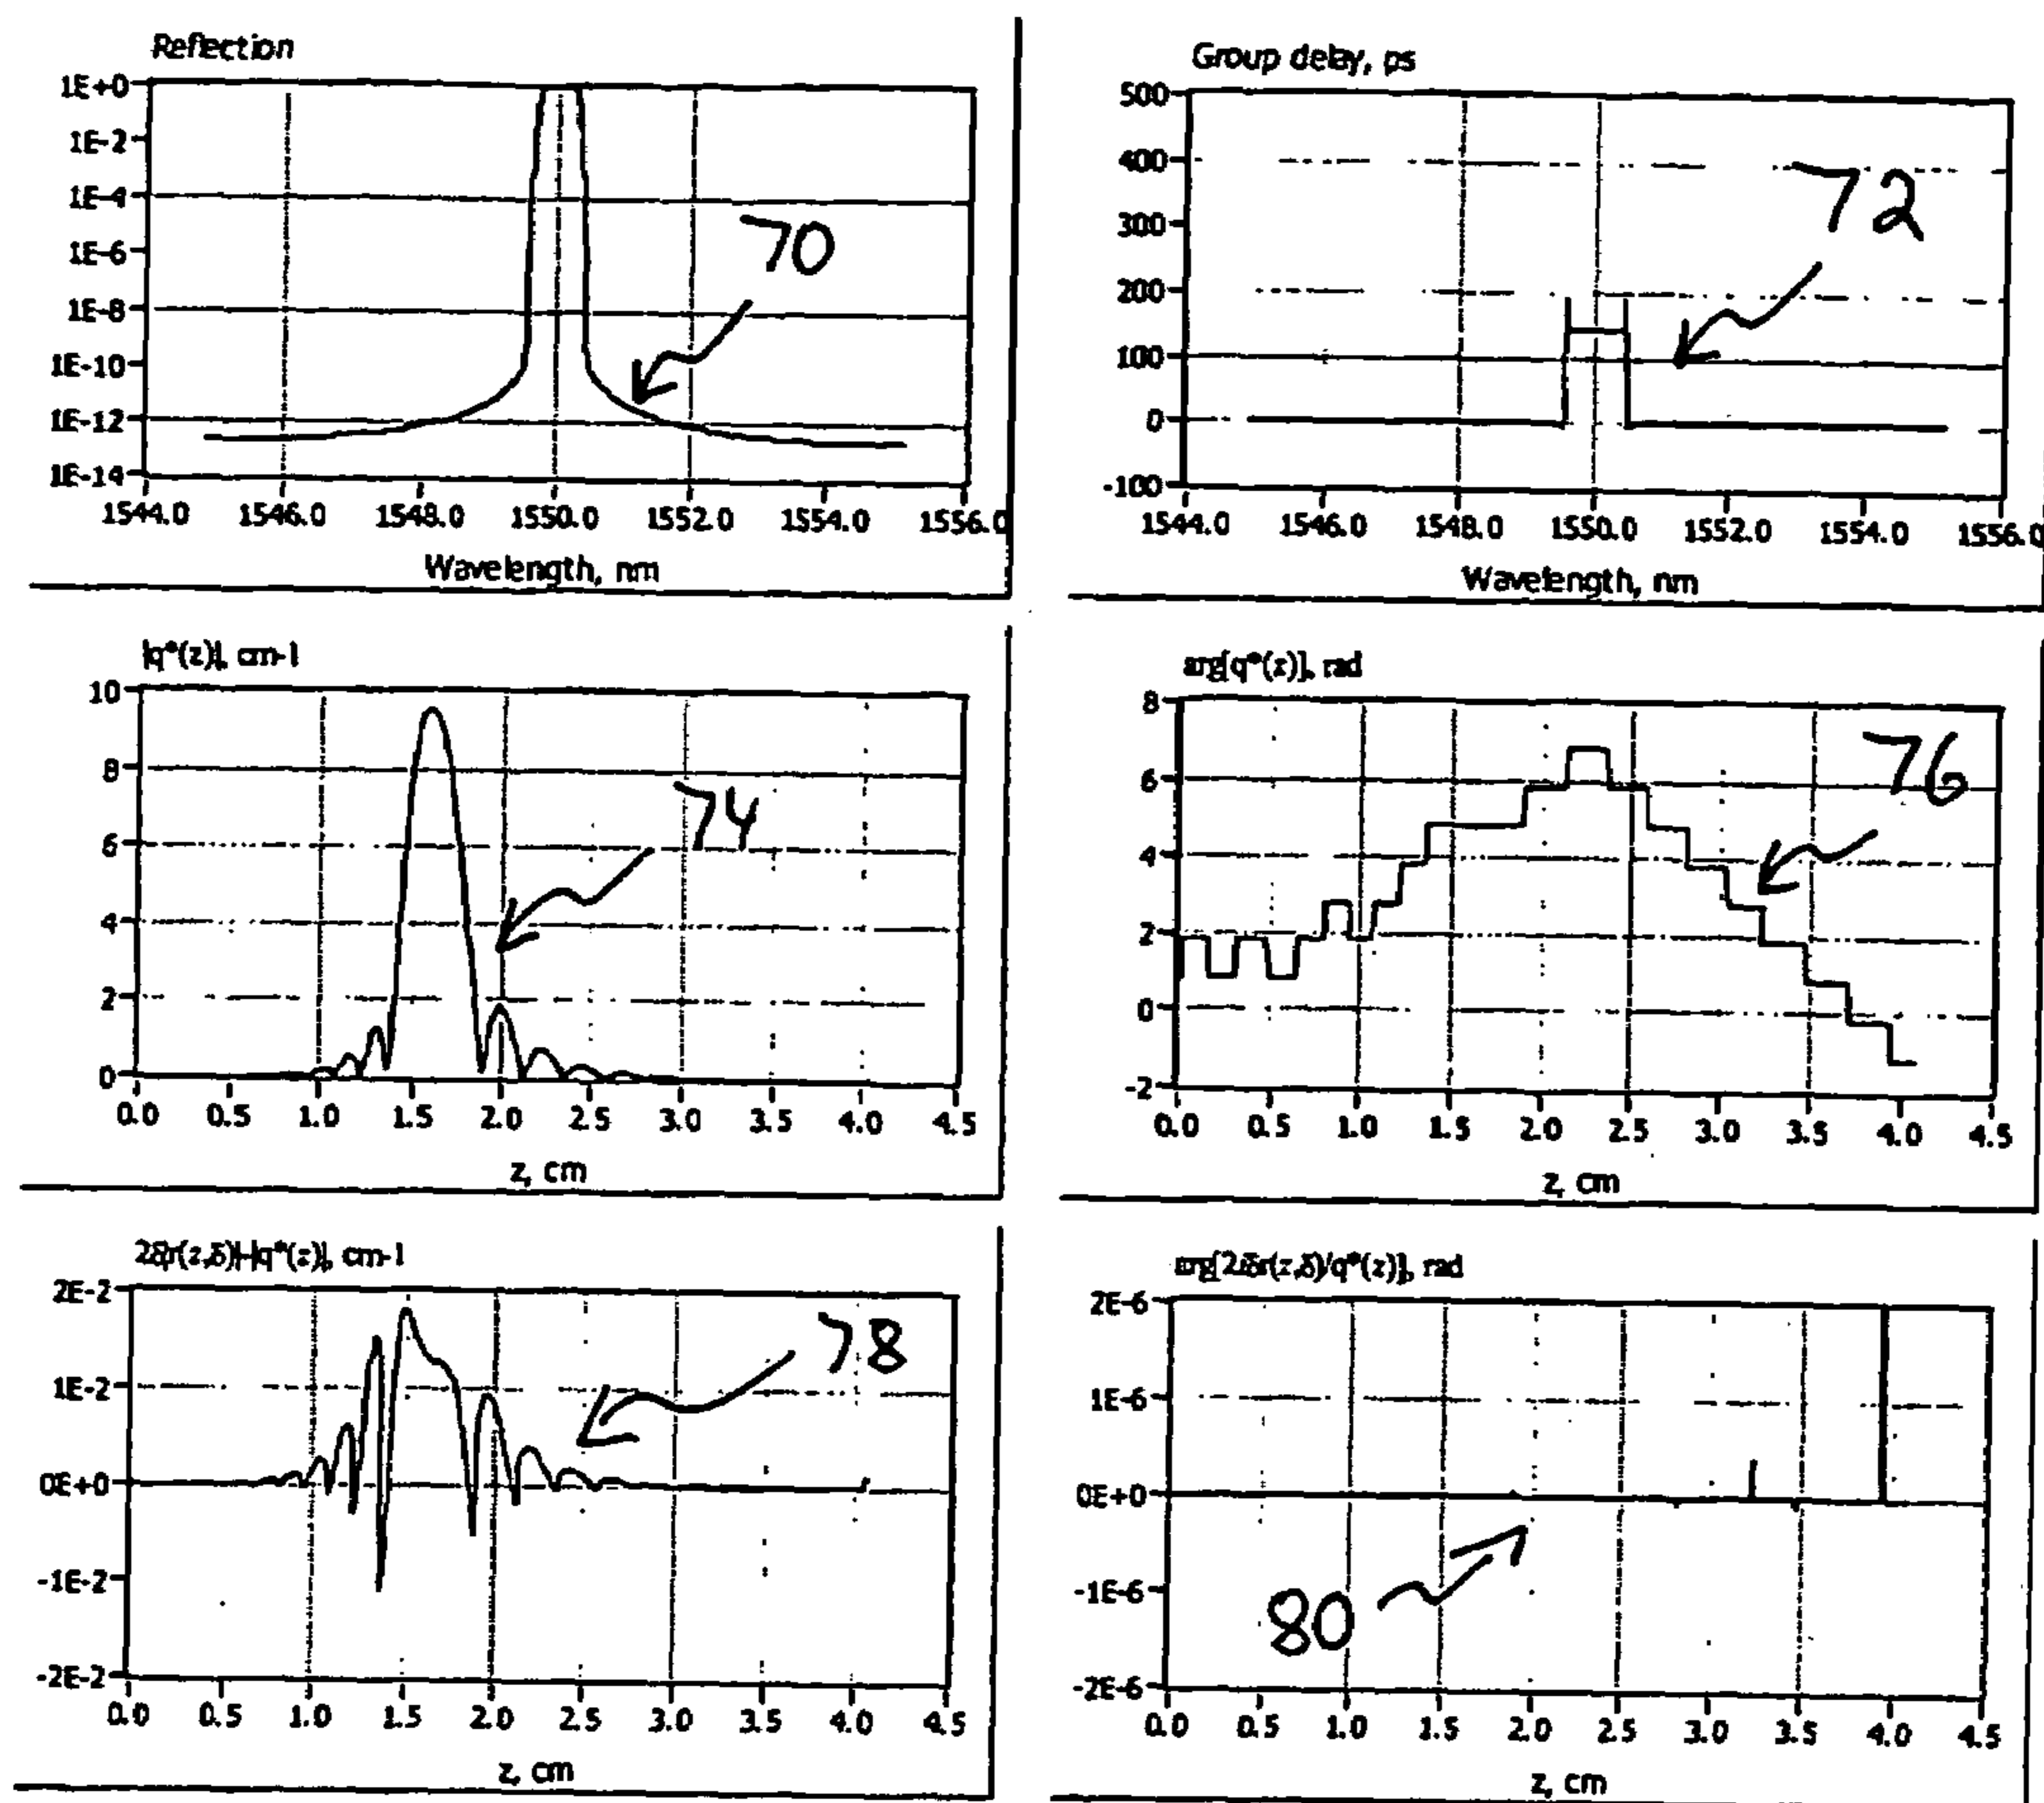 Reflection
1E+0
1E-2
1E-4
1E-6
1E-8
1E-10
1E-12
1E-14
1544.0 1546.0 1548.0 1550.0 1552.0 1554.0 1556.0
Wavelength, nm
70
Group delay, ps
500
400
300
200
100
0
-100
1544.0 1546.0 1548.0 1550.0 1552.0 1554.0 1556.0
Wavelength, nm
72
|q*(z)|, cm-1
10
8
6
4
2
0
0.0 0.5 1.0 1.5 2.0 2.5 3.0 3.5 4.0 4.5
z, cm
74
arg[q*(z)], rad
8
6
4
2
0
-2
0.0 0.5 1.0 1.5 2.0 2.5 3.0 3.5 4.0 4.5
z, cm
76
2δ|r(z,δ)|-|q*(z)|, cm-1
2E-2
1E-2
0E+0
-1E-2
-2E-2
0.0 0.5 1.0 1.5 2.0 2.5 3.0 3.5 4.0 4.5
z, cm
78
arg[2iδr(z,δ)/q*(z)], rad
2E-6
1E-6
0E+0
-1E-6
-2E-6
0.0 0.5 1.0 1.5 2.0 2.5 3.0 3.5 4.0 4.5
z, cm
80